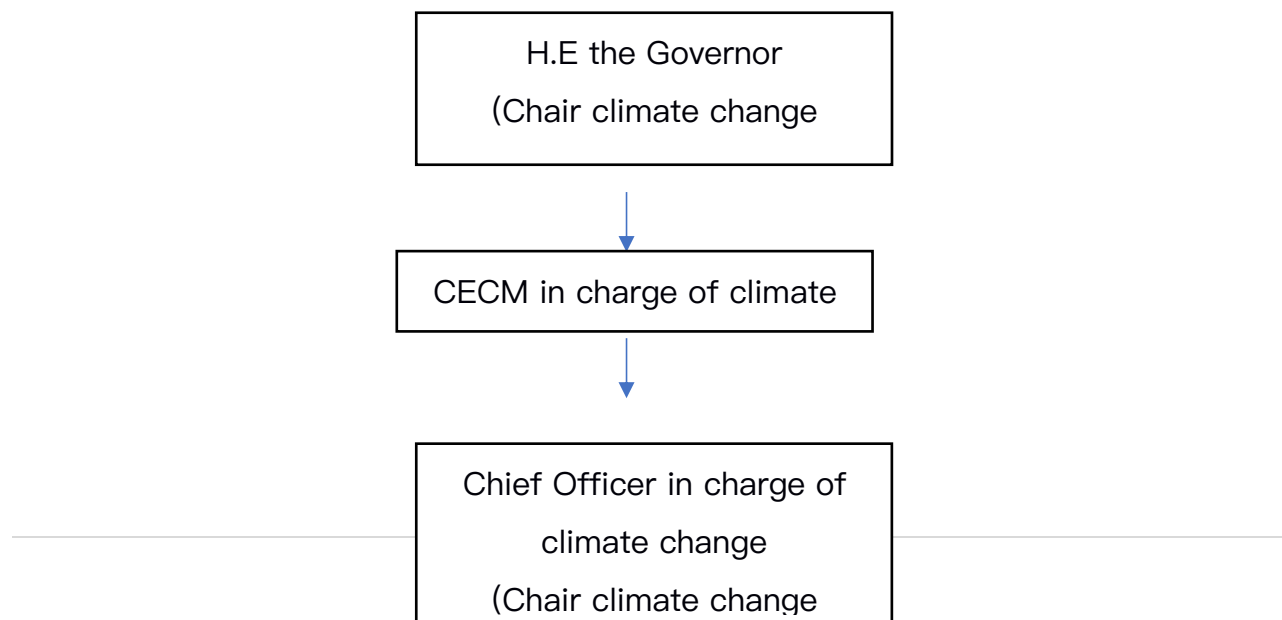 H.E the Governor
(Chair climate change
CECM in charge of climate
Chief Officer in charge of
climate change
(Chair climate change